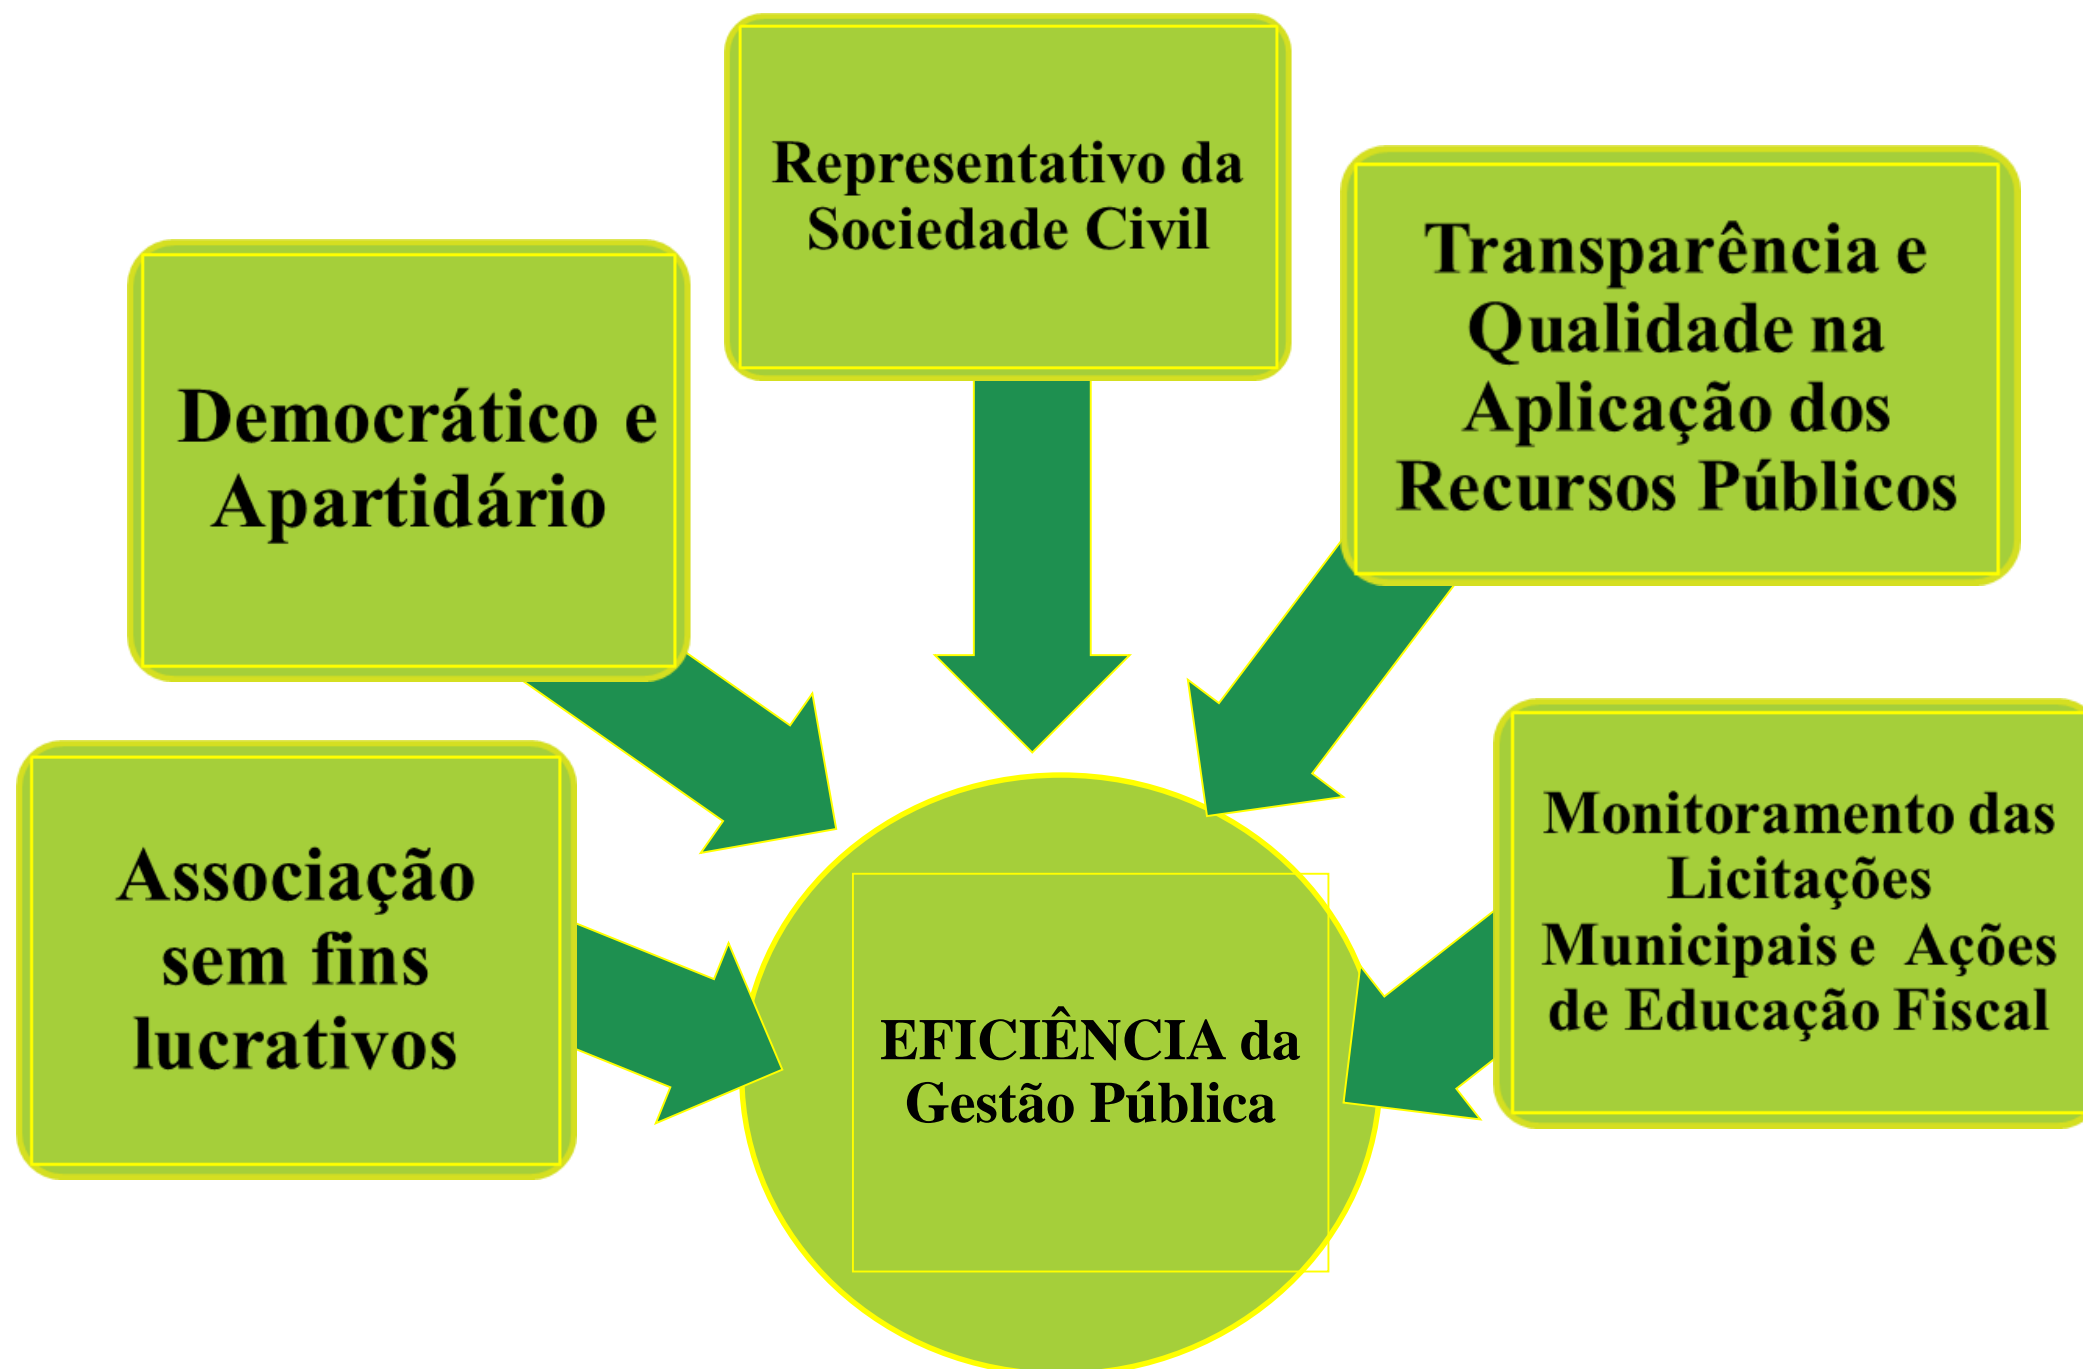 Representativo da
Sociedade Civil
Transparência e
Qualidade na
Aplicação dos
Recursos Públicos
Democrático e
Apartidário
Monitoramento das
Licitações
Municipais e  Ações
de Educação Fiscal
Associação
sem fins
lucrativos
EFICIÊNCIA da
Gestão Pública